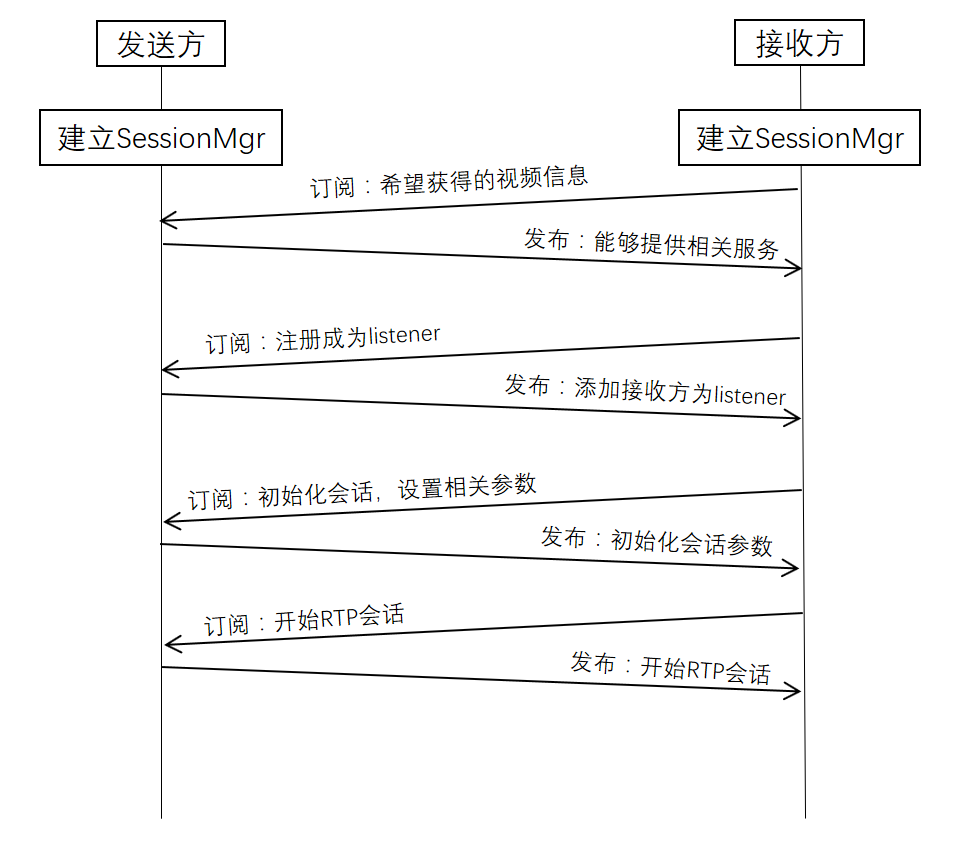 发送方
接收方
建立SessionMgr
建立SessionMgr
订阅：希望获得的视频信息
发布：能够提供相关服务
订阅：注册成为listener
发布：添加接收方为listener
订阅：初始化会话，设置相关参数
发布：初始化会话参数
订阅：开始RTP会话
发布：开始RTP会话